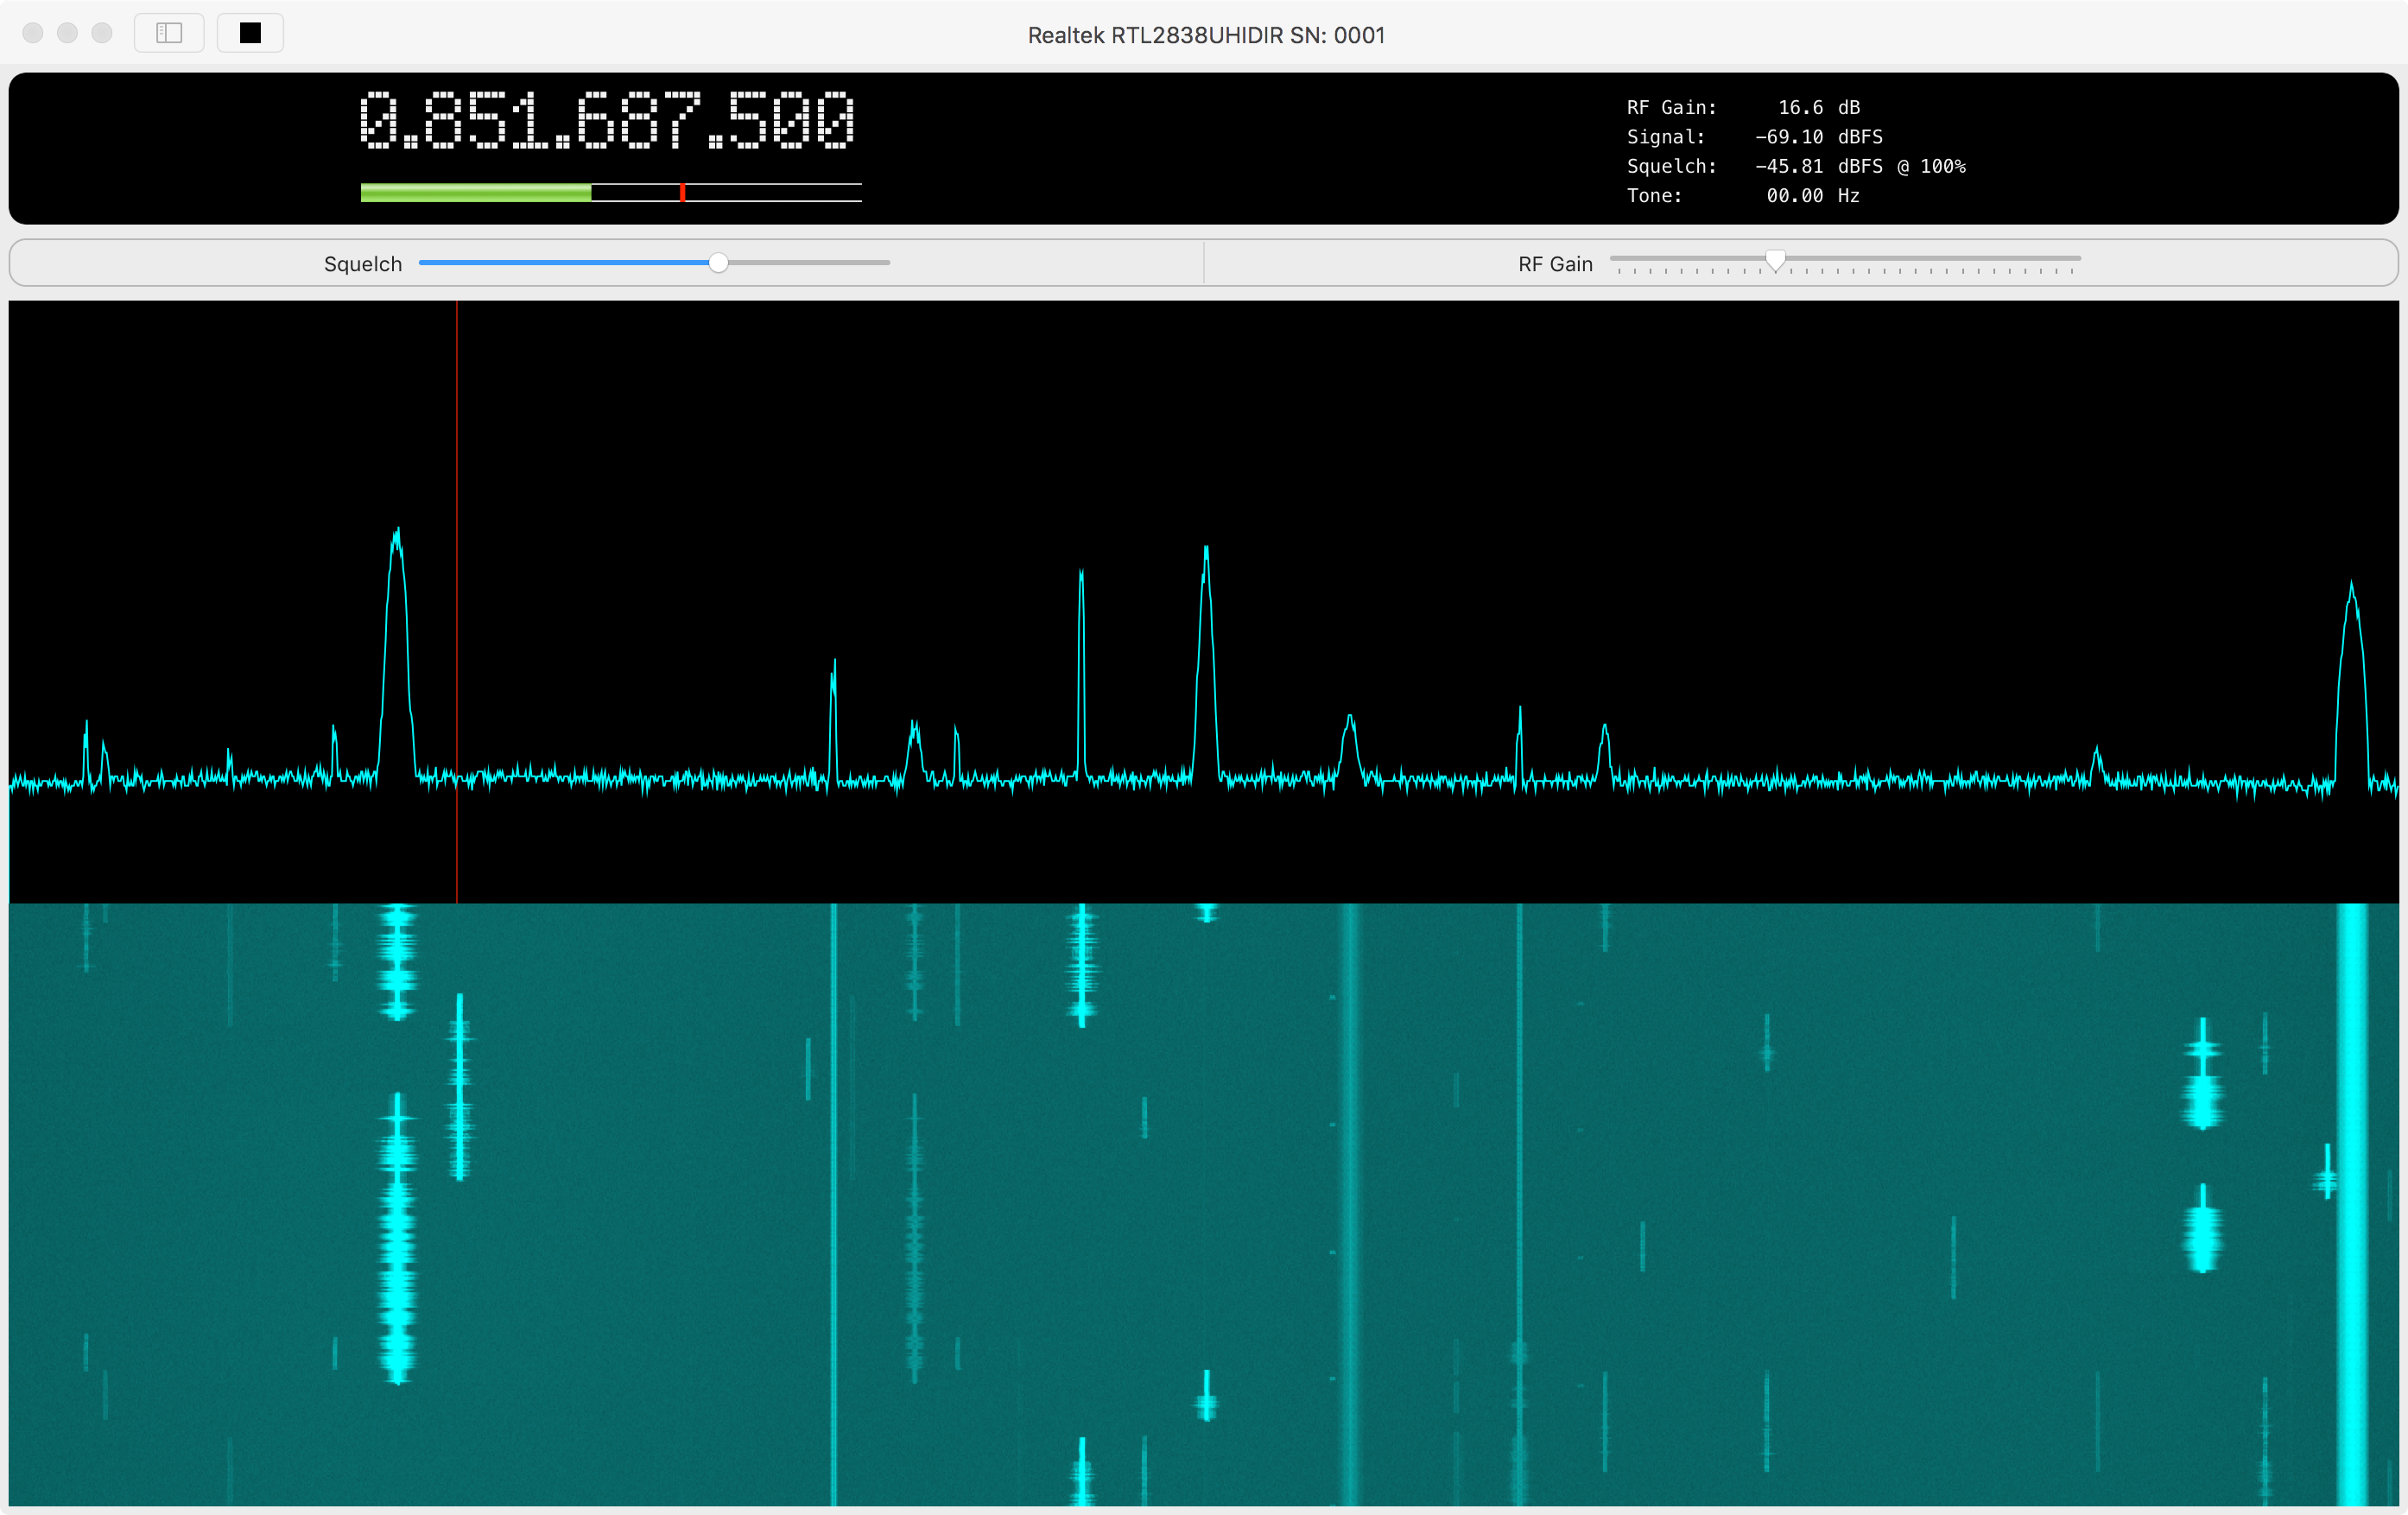 Realtek RTL2838UHIDIR SN: 0001
0.851.687.500
RF Gain: 16.6 dB
Signal: -69.10 dBFS
Squelch: -45.81 dBFS @ 100%
Tone: 00.00 Hz
Squelch
RF Gain